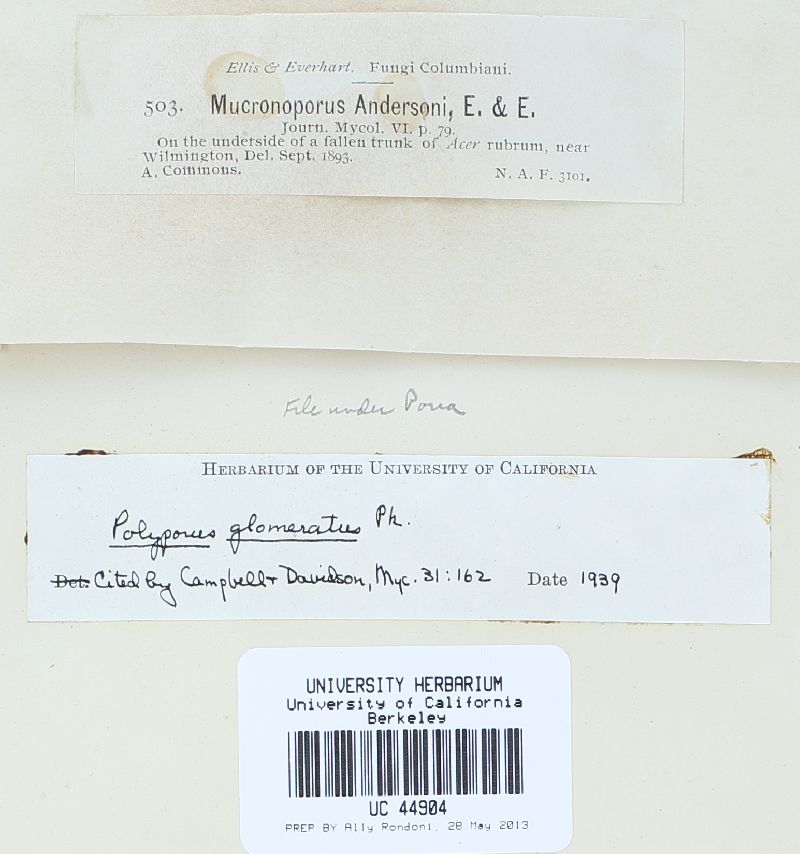 Ellis & Everhart. Fungi Columbiani.
503. Mucronoporus Andersoni, E. & E.
Journ. Mycol. VI. p. 79.
On the underside of a fallen trunk of Acer rubrum, near
Wilmington, Del. Sept. 1893.
A. Commons. N. A. F. 3101.
File under Poria
HERBARIUM OF THE UNIVERSITY OF CALIFORNIA
Polyporus glomeratus Pk.
Det. Cited by Campbell + Davidson, Myc. 31:162 Date 1939
UNIVERSITY HERBARIUM
University of California
Berkeley
UC 44904
PREP BY Ally Rondoni, 28 May 2013